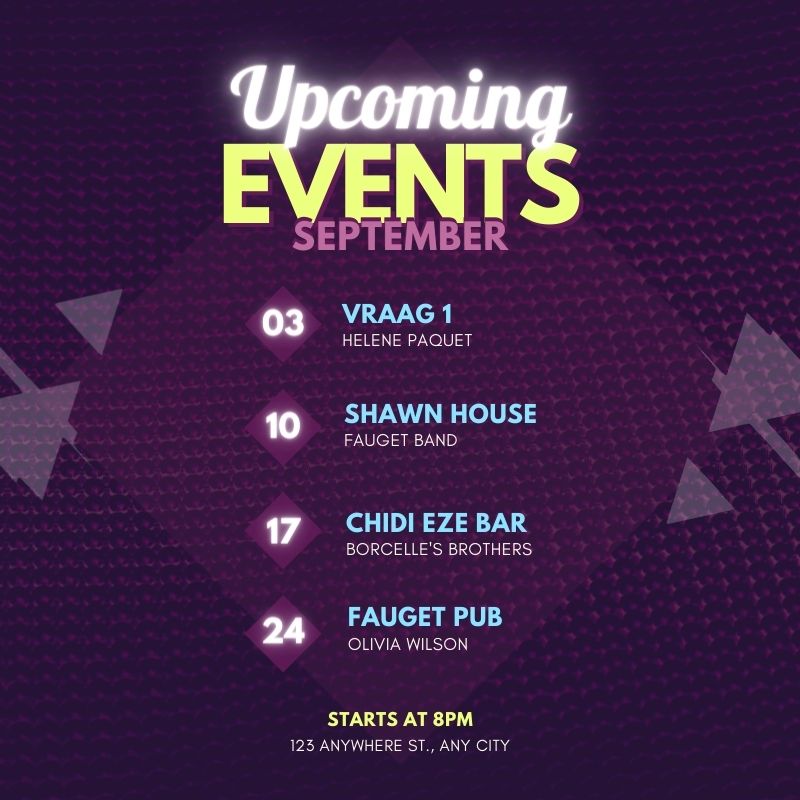 Upcoming
EVENTS
SEPTEMBER
03
VRAAG 1
HELENE PAQUET
10
SHAWN HOUSE
FAUGET BAND
17
CHIDI EZE BAR
BORCELLE'S BROTHERS
24
FAUGET PUB
OLIVIA WILSON
STARTS AT 8PM
123 ANYWHERE ST., ANY CITY